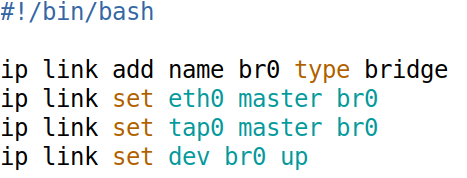 #!/bin/bash

ip link add name br0 type bridge
ip link set eth0 master br0
ip link set tap0 master br0
ip link set dev br0 up